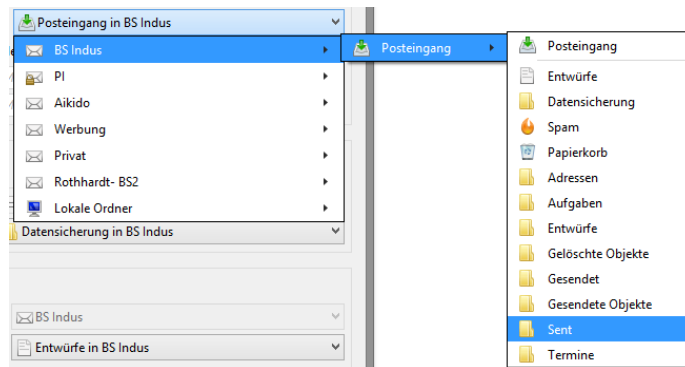 Posteingang in BS Indus
BS Indus
PI
Aikido
Werbung
Privat
Rothhardt- BS2
Lokale Ordner
Datensicherung in BS Indus
BS Indus
Entwürfe in BS Indus
Posteingang
Posteingang
Entwürfe
Datensicherung
Spam
Papierkorb
Adressen
Aufgaben
Entwürfe
Gelöschte Objekte
Gesendet
Gesendete Objekte
Sent
Termine